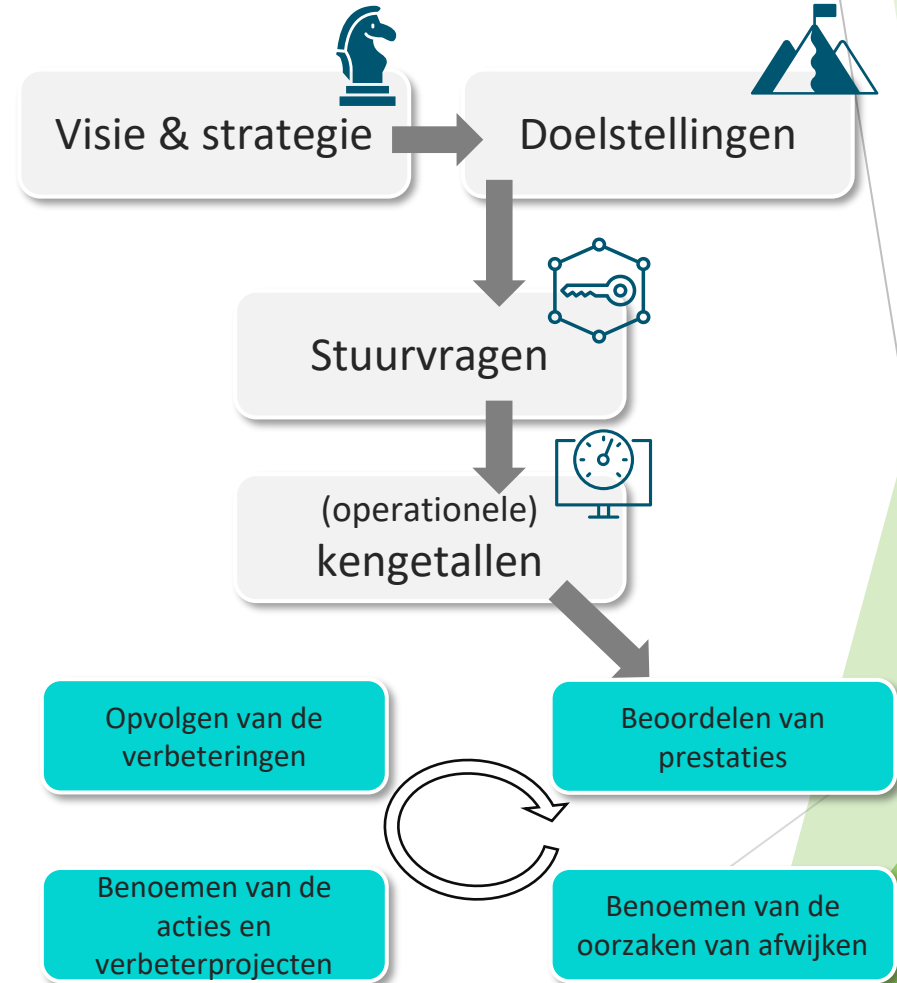 Visie & strategie
Doelstellingen
Stuurvragen
(operationele)
kengetallen
Opvolgen van de
verbeteringen
Beoordelen van
prestaties
Benoemen van de
acties en
verbeterprojecten
Benoemen van de
oorzaken van afwijken